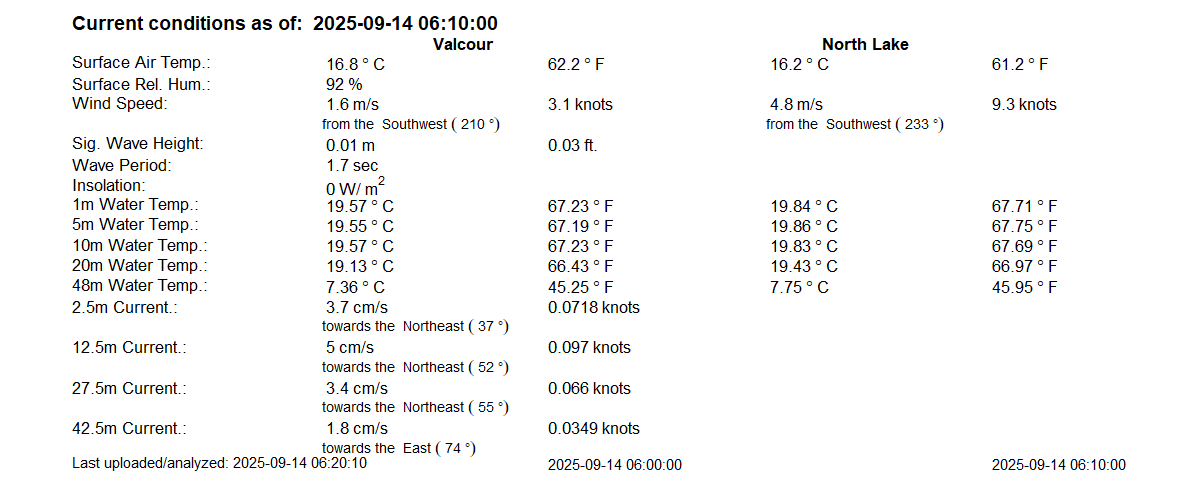 Current conditions as of: 2025-09-14 06:10:00
Valcour North Lake
Surface Air Temp.: 16.8 ° C 62.2 ° F 16.2 ° C 61.2 ° F
Surface Rel. Hum.: 92 %
Wind Speed: 1.6 m/s 3.1 knots 4.8 m/s 9.3 knots
from the Southwest ( 210 °) from the Southwest ( 233 °)
Sig. Wave Height: 0.01 m 0.03 ft.
Wave Period: 1.7 sec
Insolation: 0 W/ m2
1m Water Temp.: 19.57 ° C 67.23 ° F 19.84 ° C 67.71 ° F
5m Water Temp.: 19.55 ° C 67.19 ° F 19.86 ° C 67.75 ° F
10m Water Temp.: 19.57 ° C 67.23 ° F 19.83 ° C 67.69 ° F
20m Water Temp.: 19.13 ° C 66.43 ° F 19.43 ° C 66.97 ° F
48m Water Temp.: 7.36 ° C 45.25 ° F 7.75 ° C 45.95 ° F
2.5m Current.: 3.7 cm/s 0.0718 knots
towards the Northeast ( 37 °)
12.5m Current.: 5 cm/s 0.097 knots
towards the Northeast ( 52 °)
27.5m Current.: 3.4 cm/s 0.066 knots
towards the Northeast ( 55 °)
42.5m Current.: 1.8 cm/s 0.0349 knots
towards the East ( 74 °)
Last uploaded/analyzed: 2025-09-14 06:20:10 2025-09-14 06:00:00 2025-09-14 06:10:00